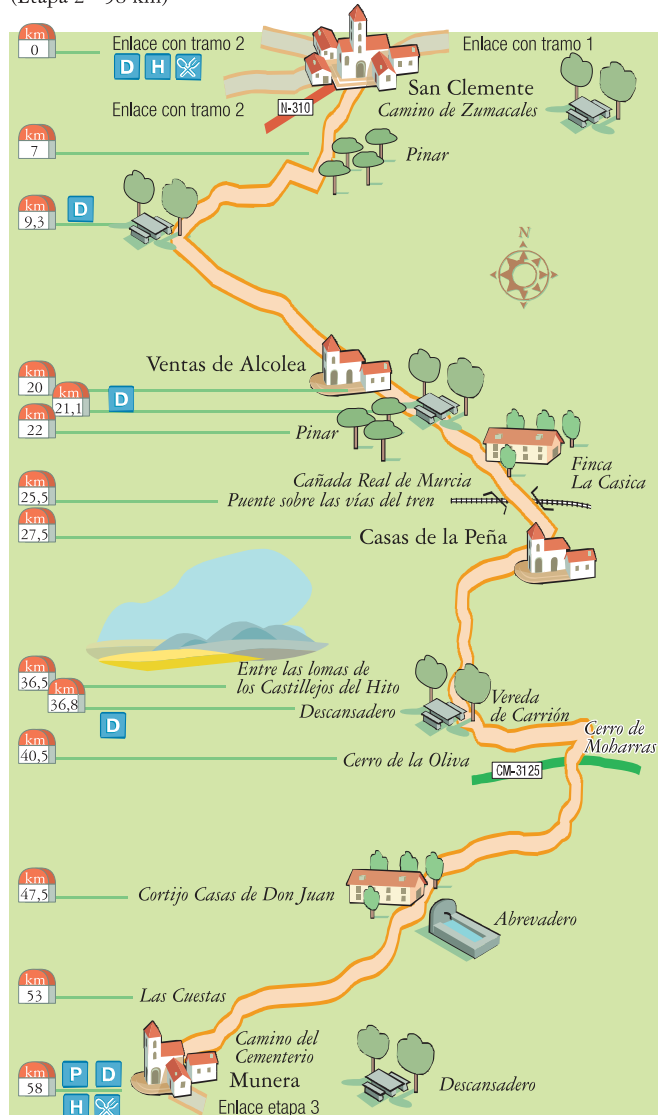 (Etapa 2 - 98 km)
km
0
Enlace con tramo 2
Enlace con tramo 1
D H
San Clemente
Enlace con tramo 2
N-310
Camino de Zumacales
km
7
Pinar
km
9,3
D
N
Ventas de Alcolea
km
20
km
21,1
D
km
22
Pinar
Finca
La Casica
Cañada Real de Murcia
km
25,5
Puente sobre las vías del tren
km
27,5
Casas de la Peña
km
36,5
Entre las lomas de
los Castillejos del Hito
km
36,8
Descansadero
Vereda
de Carrión
D
Cerro de
Moharras
km
40,5
Cerro de la Oliva
CM-3125
km
47,5
Cortijo Casas de Don Juan
Abrevadero
km
53
Las Cuestas
Camino del
Cementerio
km
58
P D
Munera
Descansadero
H
Enlace etapa 3